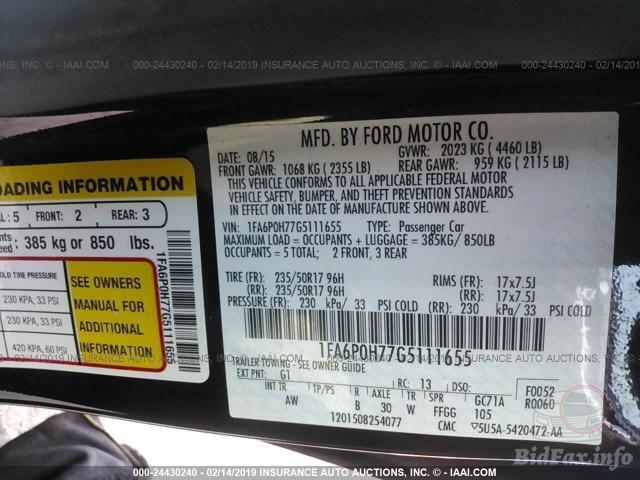 000-24430240 - 02/14/2019 INSURANCE AUTO AUCTIONS, INC. - IAAI.COM
MFD. BY FORD MOTOR CO.
DATE: 08/15
GVWR: 2023 KG ( 4460 LB)
FRONT GAWR: 1068 KG ( 2355 LB)
REAR GAWR: 959 KG ( 2115 LB)
THIS VEHICLE CONFORMS TO ALL APPLICABLE FEDERAL MOTOR
VEHICLE SAFETY, BUMPER, AND THEFT PREVENTION STANDARDS
IN EFFECT ON THE DATE OF MANUFACTURE SHOWN ABOVE.
VIN: 1FA6P0H77G5111655 TYPE: Passenger Car
MAXIMUM LOAD = OCCUPANTS + LUGGAGE = 385KG/ 850LB
OCCUPANTS = 5 TOTAL; 2 FRONT, 3 REAR
TIRE (FR): 235/50R17 96H RIMS (FR): 17x7.5J
(RR): 235/50R17 96H (RR): 17x7.5J
PRESSURE (FR): 230 kPa/ 33 PSI COLD (RR): 230 kPa/ 33 PSI COLD
1FA6P0H77G5111655
TRAILER TOWING - SEE OWNER GUIDE
EXT PNT: G1 RC: 13 DSO: F0052
R0060
INT TR TP/PS R AXLE TR SPR GC71A
AW B 30 W FFGG 105
1201508254077 CMC 5U5A-5420472-AA
OADING INFORMATION
L: 5 FRONT: 2 REAR: 3
385 kg or 850 lbs.
D TIRE PRESSURE
230 KPA, 33 PSI
230 KPA, 33 PSI
420 KPA, 60 PSI
SEE OWNERS
MANUAL FOR
ADDITIONAL
INFORMATION
1FA6P0H77G5111655
000-24430240 - 02/14/2019 INSURANCE AUTO AUCTIONS, INC. - IAAI.COM
000-24430240 - 02/14/2019 INSURANCE AUTO AUCTIONS, INC. - IAAI.COM
BidFax.info